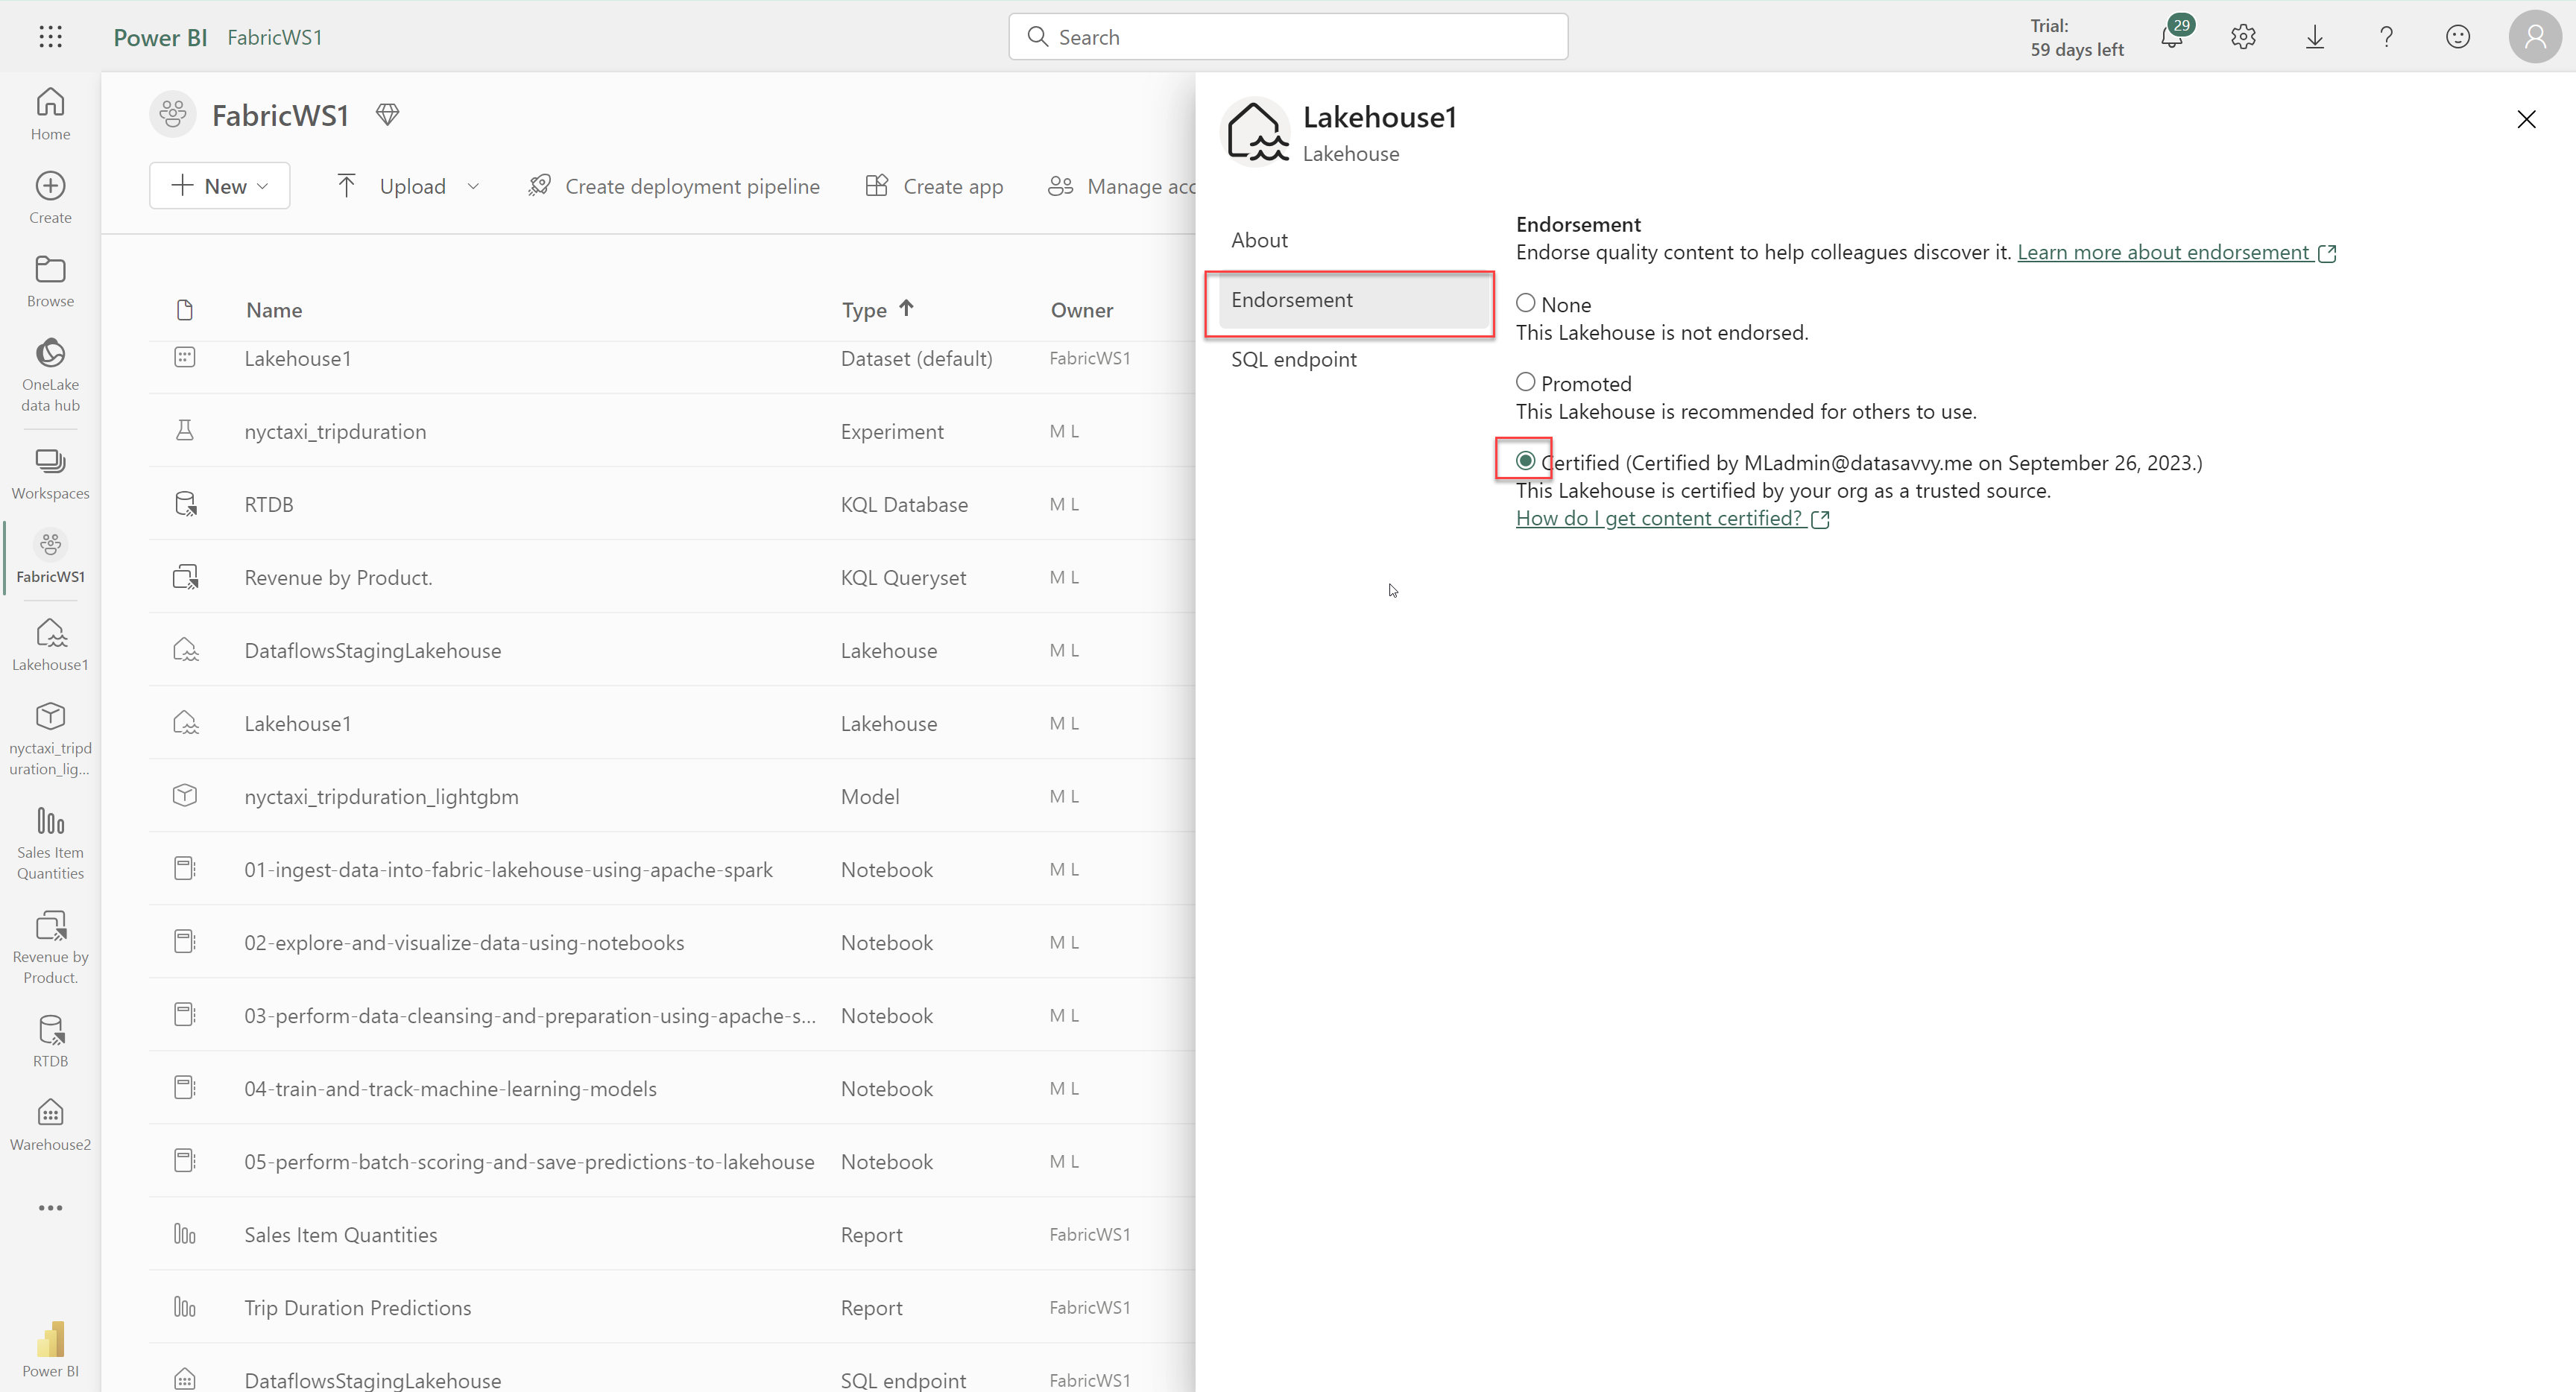 Power BI FabricWS1
Search
Trial:
59 days left
29
Home
Create
Browse
OneLake
data hub
Workspaces
FabricWS1
Lakehouse1
nyctaxi_tripd
uration_lig...
Sales Item
Quantities
Revenue by
Product.
RTDB
Warehouse2
Power BI
FabricWS1
New
Upload
Create deployment pipeline
Create app
Manage acc
Name Type Owner
Lakehouse1 Dataset (default) FabricWS1
nyctaxi_tripduration Experiment M L
RTDB KQL Database M L
Revenue by Product. KQL Queryset M L
DataflowsStagingLakehouse Lakehouse M L
Lakehouse1 Lakehouse M L
nyctaxi_tripduration_lightgbm Model M L
01-ingest-data-into-fabric-lakehouse-using-apache-spark Notebook M L
02-explore-and-visualize-data-using-notebooks Notebook M L
03-perform-data-cleansing-and-preparation-using-apache-s... Notebook M L
04-train-and-track-machine-learning-models Notebook M L
05-perform-batch-scoring-and-save-predictions-to-lakehouse Notebook M L
Sales Item Quantities Report FabricWS1
Trip Duration Predictions Report FabricWS1
DataflowsStagingLakehouse SQL endpoint FabricWS1
Lakehouse1
Lakehouse
About
Endorsement
SQL endpoint
Endorsement
Endorse quality content to help colleagues discover it. Learn more about endorsement
None
This Lakehouse is not endorsed.
Promoted
This Lakehouse is recommended for others to use.
Certified (Certified by MLadmin@datasavvy.me on September 26, 2023.)
This Lakehouse is certified by your org as a trusted source.
How do I get content certified?